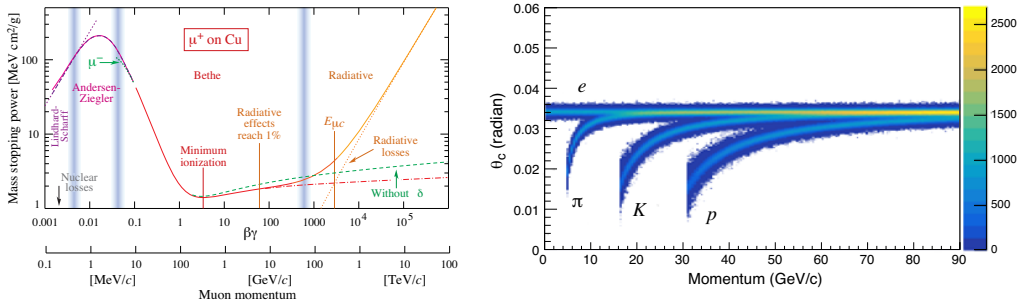 Mass stopping power [MeV cm²/g]
100
10
1
μ⁺ on Cu
μ⁻
Andersen-
Ziegler
Bethe
Radiative
Lindhard-
Scharff
Radiative
effects
reach 1%
Eμc
Radiative
losses
Minimum
ionization
Nuclear
losses
Without δ
0.001
0.01
0.1
1
10
100
1000
10⁴
10⁵
βγ
0.1
1
10
100
1
10
100
1
10
100
[MeV/c]
[GeV/c]
[TeV/c]
Muon momentum
θc (radian)
0.06
0.05
0.04
0.03
0.02
0.01
0.00
e
π
K
p
0 10 20 30 40 50 60 70 80 90
Momentum (GeV/c)
2500
2000
1500
1000
500
0